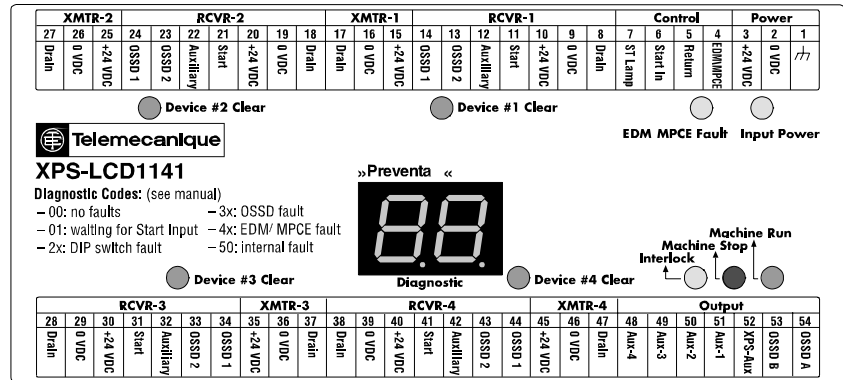 XMTR-2 RCVR-2 XMTR-1 RCVR-1 Control Power
27 26 25 24 23 22 21 20 19 18 17 16 15 14 13 12 11 10 9 8 7 6 5 4 3 2 1
Drain 0 VDC +24 VDC OSSD 1 OSSD 2 Auxiliary Start +24 VDC 0 VDC Drain Drain 0 VDC +24 VDC OSSD 1 OSSD 2 Auxiliary Start +24 VDC 0 VDC Drain ST Lamp Start In Return EDM\MPCE +24 VDC 0 VDC
Device #2 Clear Device #1 Clear
EDM MPCE Fault Input Power
Telemecanique
XPS-LCD1141
»Preventa «
Diagnostic Codes: (see manual)
– 00: no faults – 3x: OSSD fault
– 01: waiting for Start Input – 4x: EDM/ MPCE fault
– 2x: DIP switch fault – 50: internal fault
88
Machine Run
Machine Stop
Interlock
Device #3 Clear Diagnostic Device #4 Clear
RCVR-3 XMTR-3 RCVR-4 XMTR-4 Output
28 29 30 31 32 33 34 35 36 37 38 39 40 41 42 43 44 45 46 47 48 49 50 51 52 53 54
Drain 0 VDC +24 VDC Start Auxiliary OSSD 2 OSSD 1 +24 VDC 0 VDC Drain Drain 0 VDC +24 VDC Start Auxillary OSSD 2 OSSD 1 +24 VDC 0 VDC Drain Aux-4 Aux-3 Aux-2 Aux-1 XPS-Aux OSSD B OSSD A